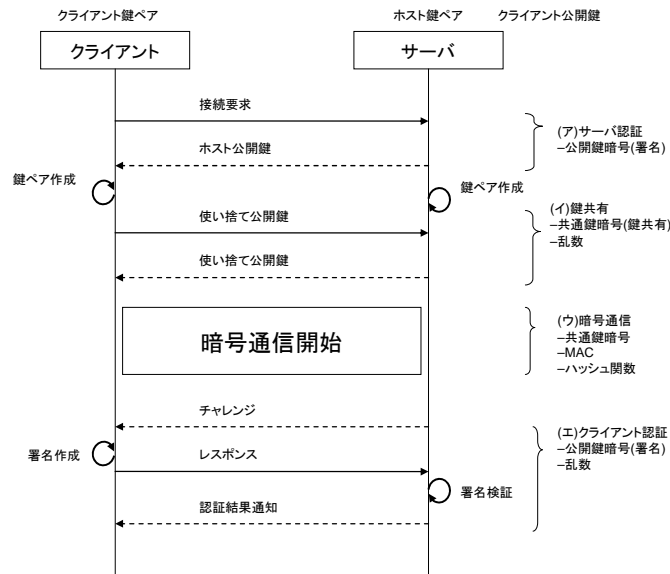 クライアント鍵ペア
ホスト鍵ペア クライアント公開鍵
クライアント
サーバ
接続要求
(ア)サーバ認証
–公開鍵暗号(署名)
ホスト公開鍵
鍵ペア作成
鍵ペア作成
(イ)鍵共有
–共通鍵暗号(鍵共有)
–乱数
使い捨て公開鍵
使い捨て公開鍵
暗号通信開始
(ウ)暗号通信
–共通鍵暗号
–MAC
–ハッシュ関数
チャレンジ
(エ)クライアント認証
–公開鍵暗号(署名)
–乱数
署名作成
レスポンス
署名検証
認証結果通知